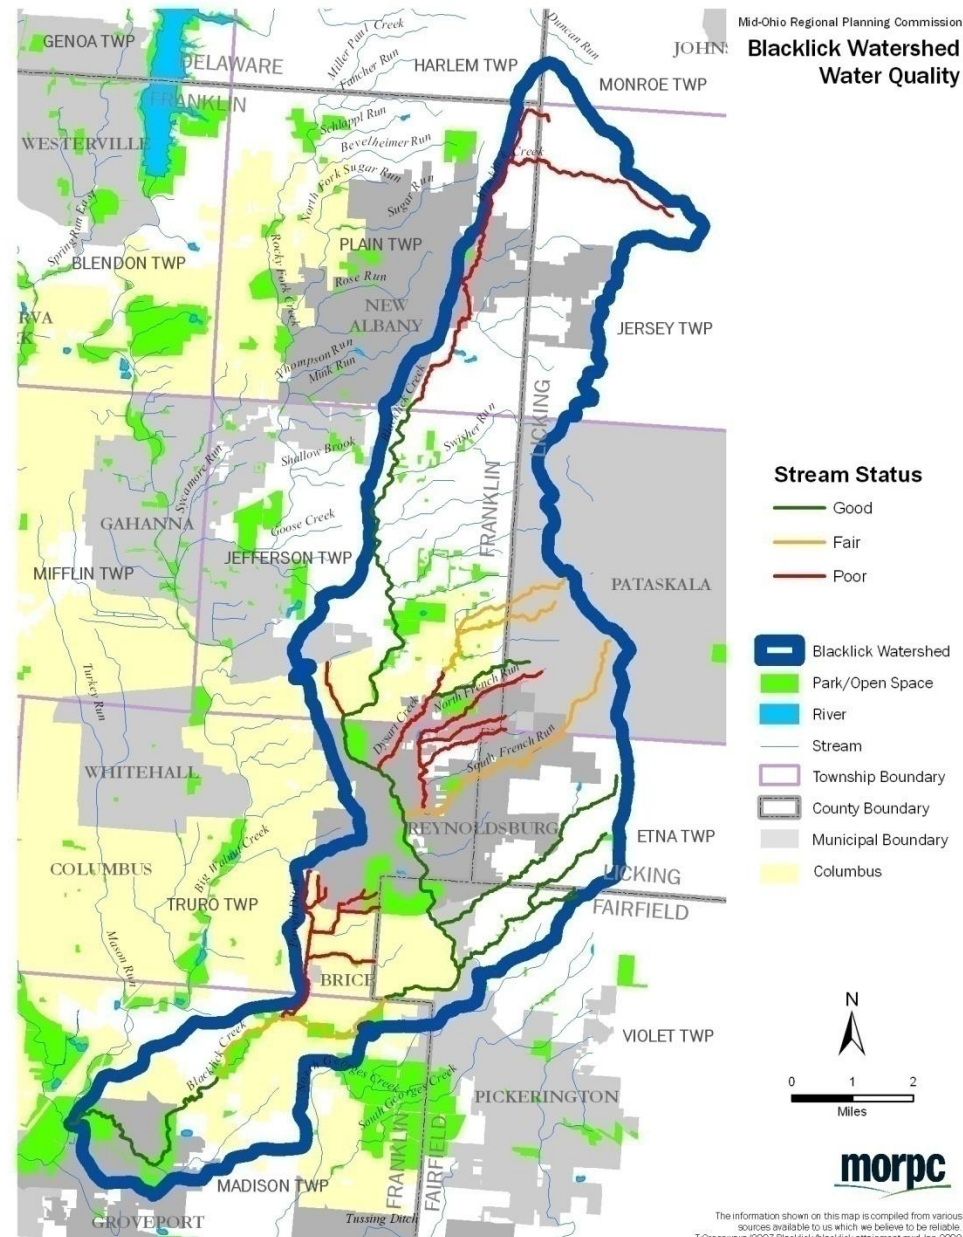 Mid-Ohio Regional Planning Commission
Blacklick Watershed
Water Quality
GENOA TWP
DELAWARE
FRANKLIN
Miller Paul Creek
Fancher Run
HARLEM TWP
Duncan Run
MONROE TWP
WESTERVILLE
Schlappi Run
Bevelheimer Run
North Fork Sugar Run
Sugar Run
Creek
Spring Run East
BLENDON TWP
Rocky Fork Creek
PLAIN TWP
Rose Run
NEW
ALBANY
Thompson Run
Mink Run
JERSEY TWP
Blacklick Creek
LICKING
FRANKLIN
Swisher Run
Shallow Brook
Sycamore Run
GAHANNA
Goose Creek
JEFFERSON TWP
MIFFLIN TWP
PATASKALA
Turkey Run
North French Run
Dysart Creek
South French Run
WHITEHALL
REYNOLDSBURG
ETNA TWP
COLUMBUS
Big Walnut Creek
TRURO TWP
LICKING
FAIRFIELD
Mason Run
BRICE
Blacklick Creek
VIOLET TWP
Georges Creek
South Georges Creek
PICKERINGTON
FRANKLIN
FAIRFIELD
MADISON TWP
GROVEPORT
Tussing Ditch
Stream Status
Good
Fair
Poor
Blacklick Watershed
Park/Open Space
River
Stream
Township Boundary
County Boundary
Municipal Boundary
Columbus
N
0 1 2
Miles
morpc
The information shown on this map is compiled from various
sources available to us which we believe to be reliable.